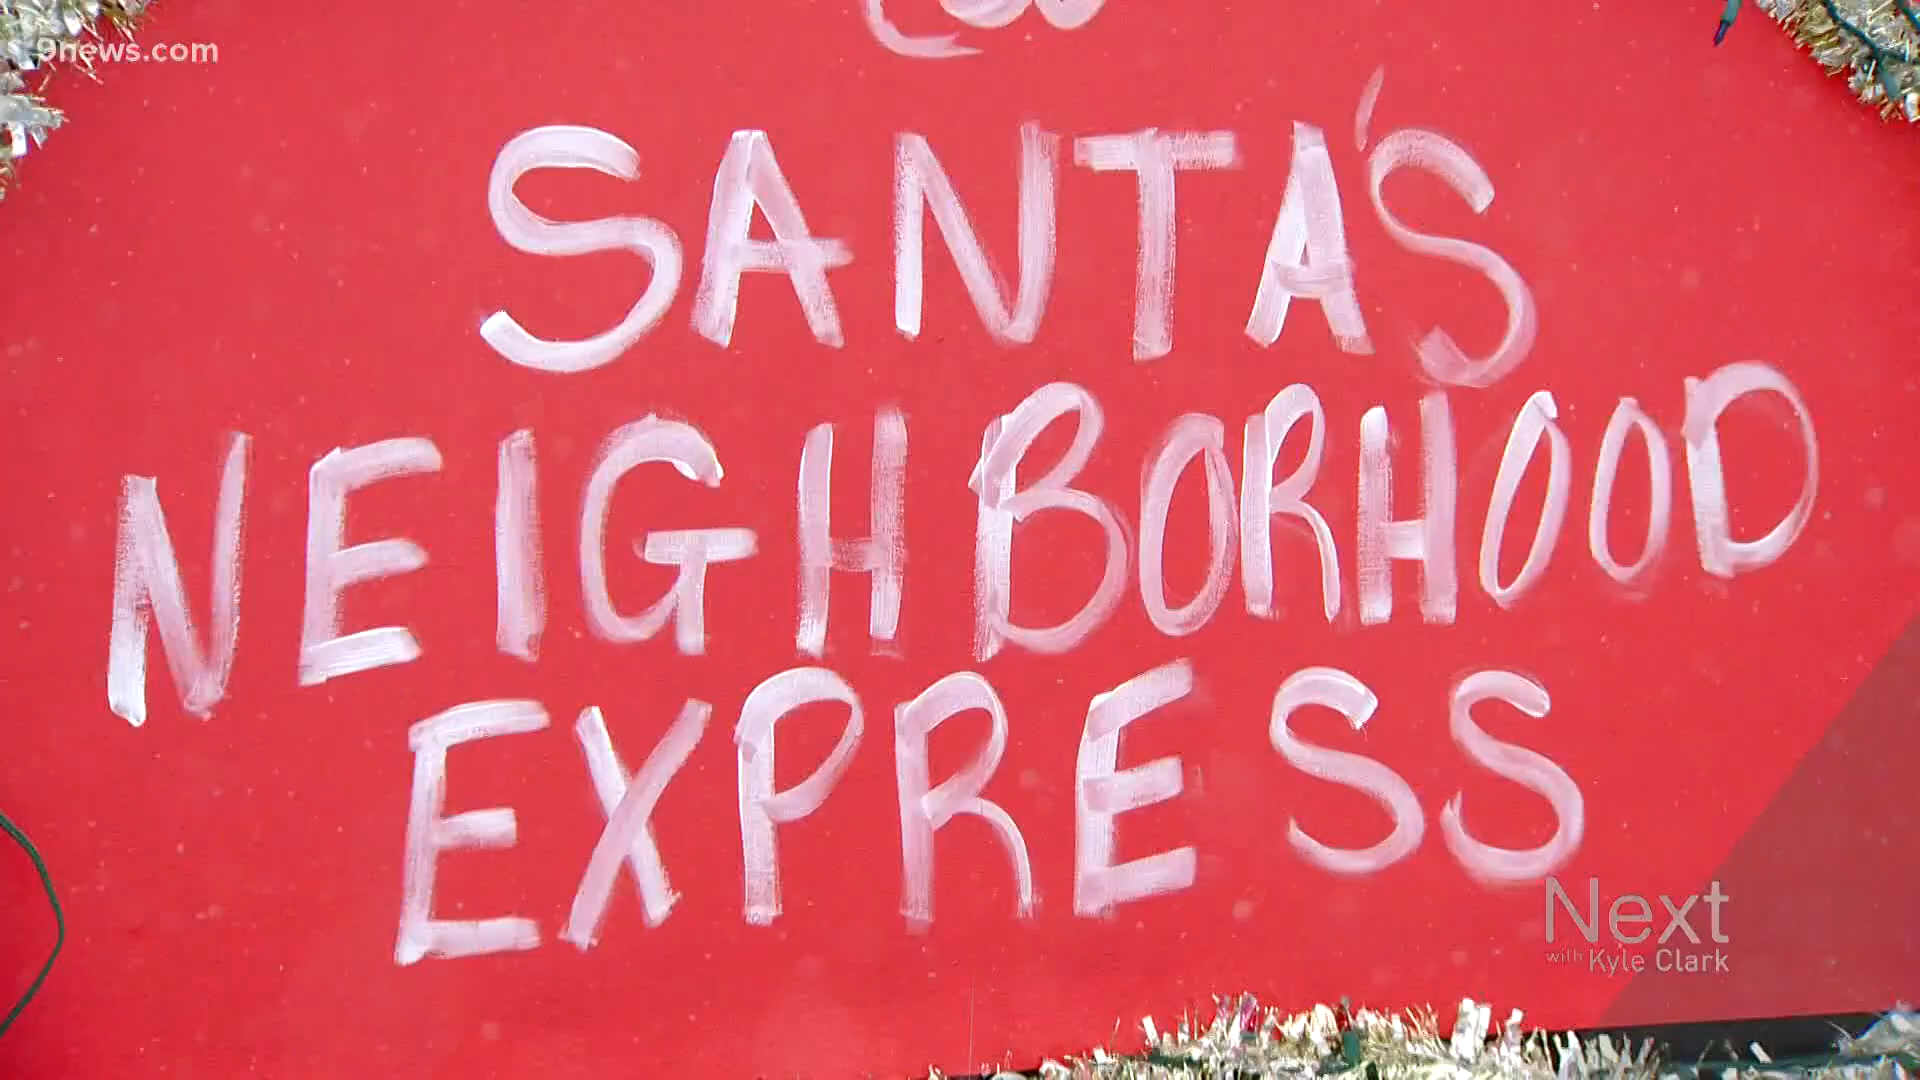 9news.com
SANTA'S
NEIGHBORHOOD
EXPRESS
Next
with Kyle Clark